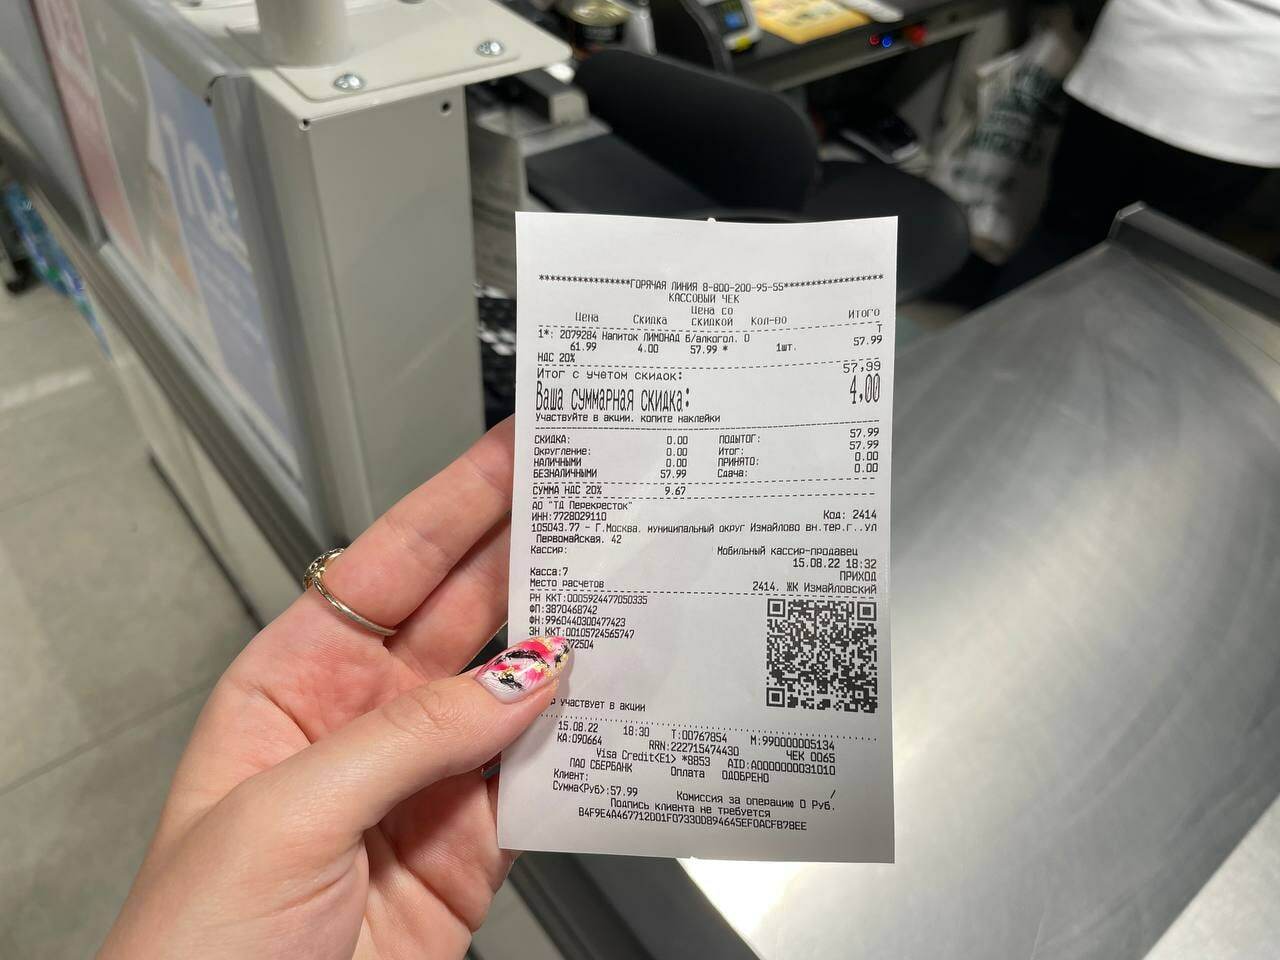 *****************ГОРЯЧАЯ ЛИНИЯ 8-800-200-95-55******************
КАССОВЫЙ ЧЕК
Цена Скидка Цена со скидкой Кол-во ИТОГО
1*: 2079284 Напиток ЛИМОНАД Б/алкогол. 0 Т
61.99 4.00 57.99 * 1шт. 57.99
НДС 20%
Итог с учетом скидок: 57,99
Ваша суммарная скидка: 4,00
Участвуйте в акции, копите наклейки
СКИДКА: 0.00 ПОДЫТОГ: 57.99
Округление: 0.00 Итог: 57.99
НАЛИЧНЫМИ 0.00 ПРИНЯТО: 0.00
БЕЗНАЛИЧНЫМИ 57.99 Сдача: 0.00
СУММА НДС 20% 9.67
АО "ТД Перекресток"
ИНН:7728029110 Код: 2414
105043.77 - Г.Москва. муниципальный округ Измайлово вн.тер.г..ул
Первомайская. 42
Кассир: Мобильный кассир-продавец
15.08.22 18:32
Касса:7 ПРИХОД
Место расчетов 2414. ЖК Измайловский
РН ККТ:0005924477050335
ФП:3870468742
ФН:9960440300477423
ЗН ККТ:00105724565747
72504
участвует в акции
15.08.22 18:30 Т:00767854 М:990000005134
КА:090664 RRN:222715474430 ЧЕК 0065
Visa Credit(E1) *8853 AID:A0000000031010
ПАО СБЕРБАНК Оплата ОДОБРЕНО
Клиент: /
Сумма(Руб):57.99 Комиссия за операцию 0 Руб.
Подпись клиента не требуется
B4F9E4A467712D01F07330D894645EF0ACFB78EE